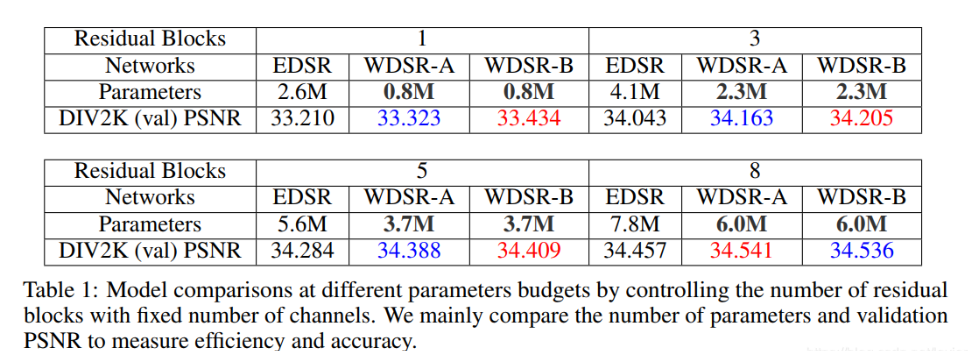 Residual Blocks 1 3
Networks EDSR WDSR-A WDSR-B EDSR WDSR-A WDSR-B
Parameters 2.6M 0.8M 0.8M 4.1M 2.3M 2.3M
DIV2K (val) PSNR 33.210 33.323 33.434 34.043 34.163 34.205
Residual Blocks 5 8
Networks EDSR WDSR-A WDSR-B EDSR WDSR-A WDSR-B
Parameters 5.6M 3.7M 3.7M 7.8M 6.0M 6.0M
DIV2K (val) PSNR 34.284 34.388 34.409 34.457 34.541 34.536
Table 1: Model comparisons at different parameters budgets by controlling the number of residual
blocks with fixed number of channels. We mainly compare the number of parameters and validation
PSNR to measure efficiency and accuracy.